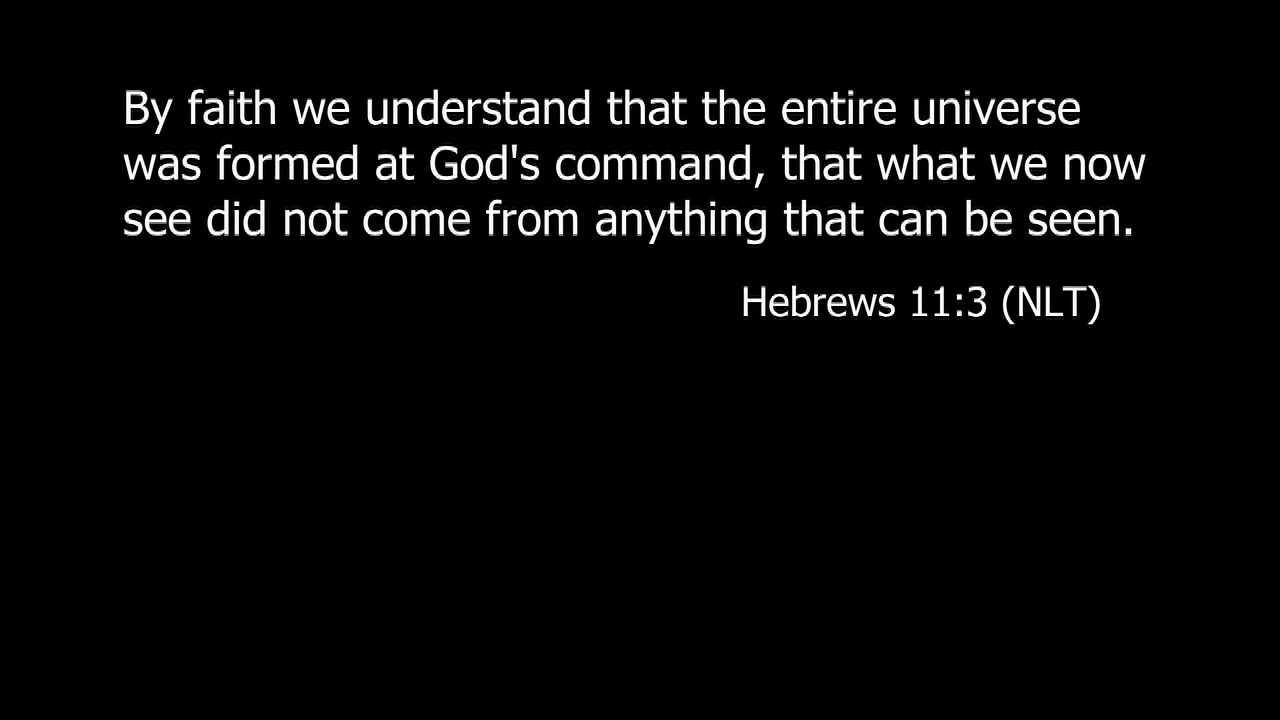 By faith we understand that the entire universe
was formed at God's command, that what we now
see did not come from anything that can be seen.
Hebrews 11:3 (NLT)